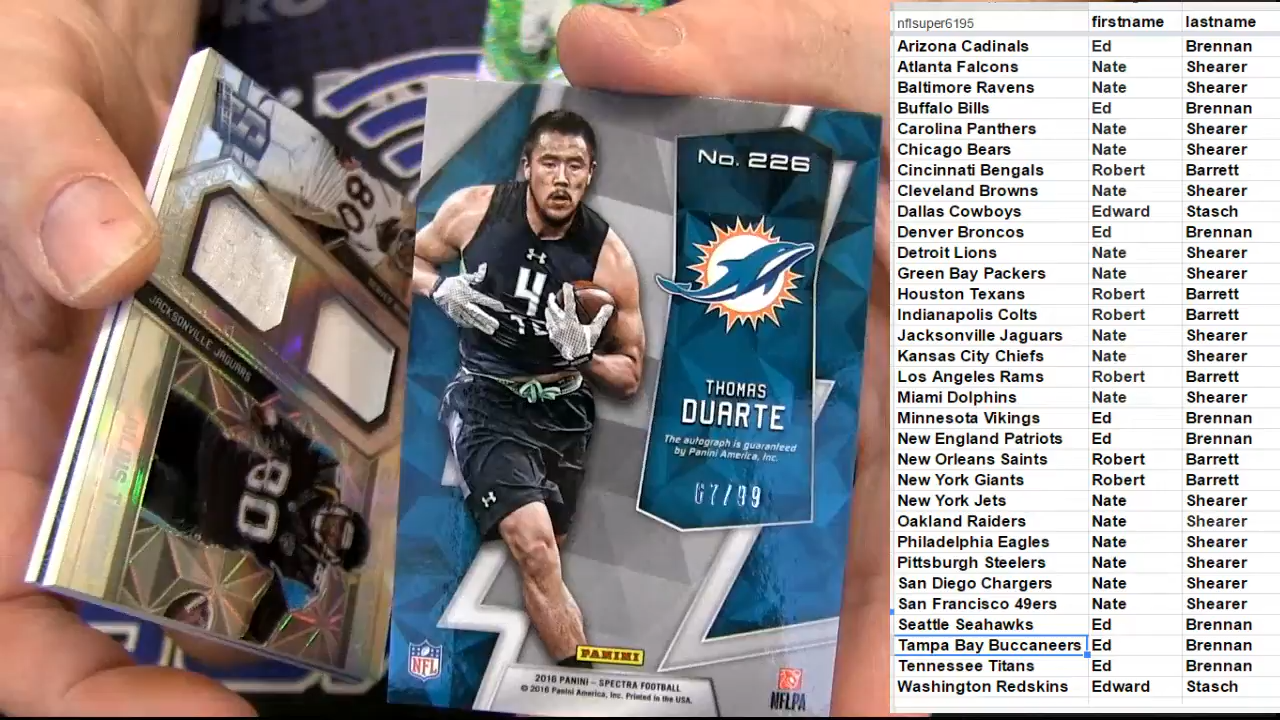 JACKSONVILLE JAGUARS
80
80
4
TE
No. 226
THOMAS
DUARTE
The autograph is guaranteed
by Panini America, Inc.
67/99
PANINI
NFL
2016 PANINI - SPECTRA FOOTBALL
© 2016 Panini America, Inc. Printed in the USA.
NFLPA
nflsuper6195 firstname lastname
Arizona Cadinals Ed Brennan
Atlanta Falcons Nate Shearer
Baltimore Ravens Nate Shearer
Buffalo Bills Ed Brennan
Carolina Panthers Nate Shearer
Chicago Bears Nate Shearer
Cincinnati Bengals Robert Barrett
Cleveland Browns Nate Shearer
Dallas Cowboys Edward Stasch
Denver Broncos Ed Brennan
Detroit Lions Nate Shearer
Green Bay Packers Nate Shearer
Houston Texans Robert Barrett
Indianapolis Colts Robert Barrett
Jacksonville Jaguars Nate Shearer
Kansas City Chiefs Nate Shearer
Los Angeles Rams Robert Barrett
Miami Dolphins Nate Shearer
Minnesota Vikings Ed Brennan
New England Patriots Ed Brennan
New Orleans Saints Robert Barrett
New York Giants Robert Barrett
New York Jets Nate Shearer
Oakland Raiders Nate Shearer
Philadelphia Eagles Nate Shearer
Pittsburgh Steelers Nate Shearer
San Diego Chargers Nate Shearer
San Francisco 49ers Nate Shearer
Seattle Seahawks Ed Brennan
Tampa Bay Buccaneers Ed Brennan
Tennessee Titans Ed Brennan
Washington Redskins Edward Stasch